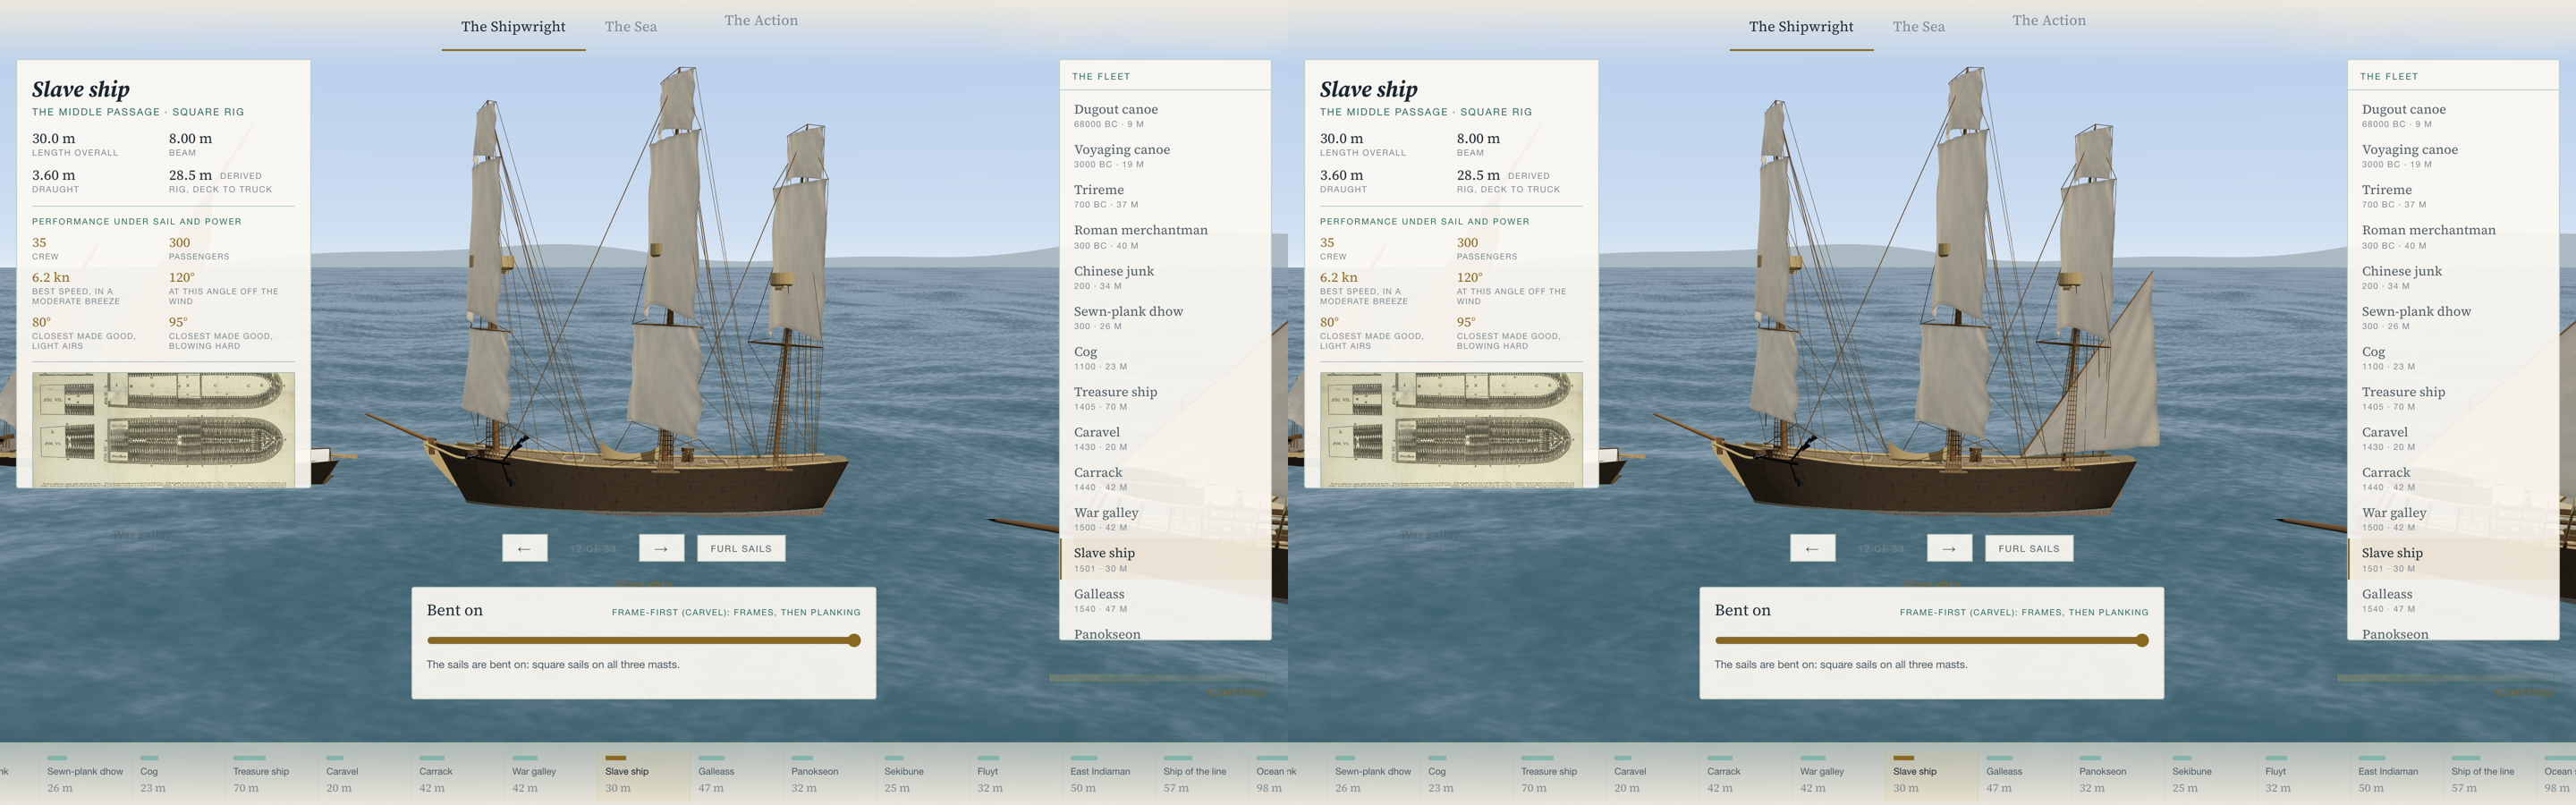 The Shipwright
The Sea
The Action
Slave ship
THE MIDDLE PASSAGE · SQUARE RIG
30.0 m
LENGTH OVERALL
8.00 m
BEAM
3.60 m
DRAUGHT
28.5 m DERIVED
RIG, DECK TO TRUCK
PERFORMANCE UNDER SAIL AND POWER
35
CREW
300
PASSENGERS
6.2 kn
BEST SPEED, IN A
MODERATE BREEZE
120°
AT THIS ANGLE OFF THE
WIND
80°
CLOSEST MADE GOOD,
LIGHT AIRS
95°
CLOSEST MADE GOOD,
BLOWING HARD
War galley
←
12 OF 33
→
FURL SAILS
Bent on
FRAME-FIRST (CARVEL): FRAMES, THEN PLANKING
The sails are bent on: square sails on all three masts.
THE FLEET
Dugout canoe
68000 BC · 9 M
Voyaging canoe
3000 BC · 19 M
Trireme
700 BC · 37 M
Roman merchantman
300 BC · 40 M
Chinese junk
200 · 34 M
Sewn-plank dhow
300 · 26 M
Cog
1100 · 23 M
Treasure ship
1405 · 70 M
Caravel
1430 · 20 M
Carrack
1440 · 42 M
War galley
1500 · 42 M
Slave ship
1501 · 30 M
Galleass
1540 · 47 M
Panokseon
nk
Sewn-plank dhow
26 m
Cog
23 m
Treasure ship
70 m
Caravel
20 m
Carrack
42 m
War galley
42 m
Slave ship
30 m
Galleass
47 m
Panokseon
32 m
Sekibune
25 m
Fluyt
32 m
East Indiaman
50 m
Ship of the line
57 m
Ocean
98 m
The Shipwright
The Sea
The Action
Slave ship
THE MIDDLE PASSAGE · SQUARE RIG
30.0 m
LENGTH OVERALL
8.00 m
BEAM
3.60 m
DRAUGHT
28.5 m DERIVED
RIG, DECK TO TRUCK
PERFORMANCE UNDER SAIL AND POWER
35
CREW
300
PASSENGERS
6.2 kn
BEST SPEED, IN A
MODERATE BREEZE
120°
AT THIS ANGLE OFF THE
WIND
80°
CLOSEST MADE GOOD,
LIGHT AIRS
95°
CLOSEST MADE GOOD,
BLOWING HARD
War galley
←
12 OF 33
→
FURL SAILS
Bent on
FRAME-FIRST (CARVEL): FRAMES, THEN PLANKING
The sails are bent on: square sails on all three masts.
THE FLEET
Dugout canoe
68000 BC · 9 M
Voyaging canoe
3000 BC · 19 M
Trireme
700 BC · 37 M
Roman merchantman
300 BC · 40 M
Chinese junk
200 · 34 M
Sewn-plank dhow
300 · 26 M
Cog
1100 · 23 M
Treasure ship
1405 · 70 M
Caravel
1430 · 20 M
Carrack
1440 · 42 M
War galley
1500 · 42 M
Slave ship
1501 · 30 M
Galleass
1540 · 47 M
Panokseon
nk
Sewn-plank dhow
26 m
Cog
23 m
Treasure ship
70 m
Caravel
20 m
Carrack
42 m
War galley
42 m
Slave ship
30 m
Galleass
47 m
Panokseon
32 m
Sekibune
25 m
Fluyt
32 m
East Indiaman
50 m
Ship of the line
57 m
Ocean
98 m